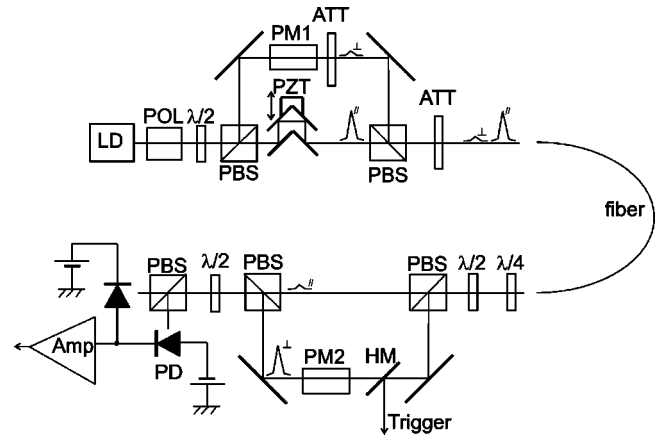 ATT
PM1
⊥
PZT
ATT
POL λ/2
//
⊥ //
LD
PBS
PBS
fiber
PBS λ/2 PBS
PBS λ/2 λ/4
//
⊥
PM2
HM
Amp
PD
Trigger